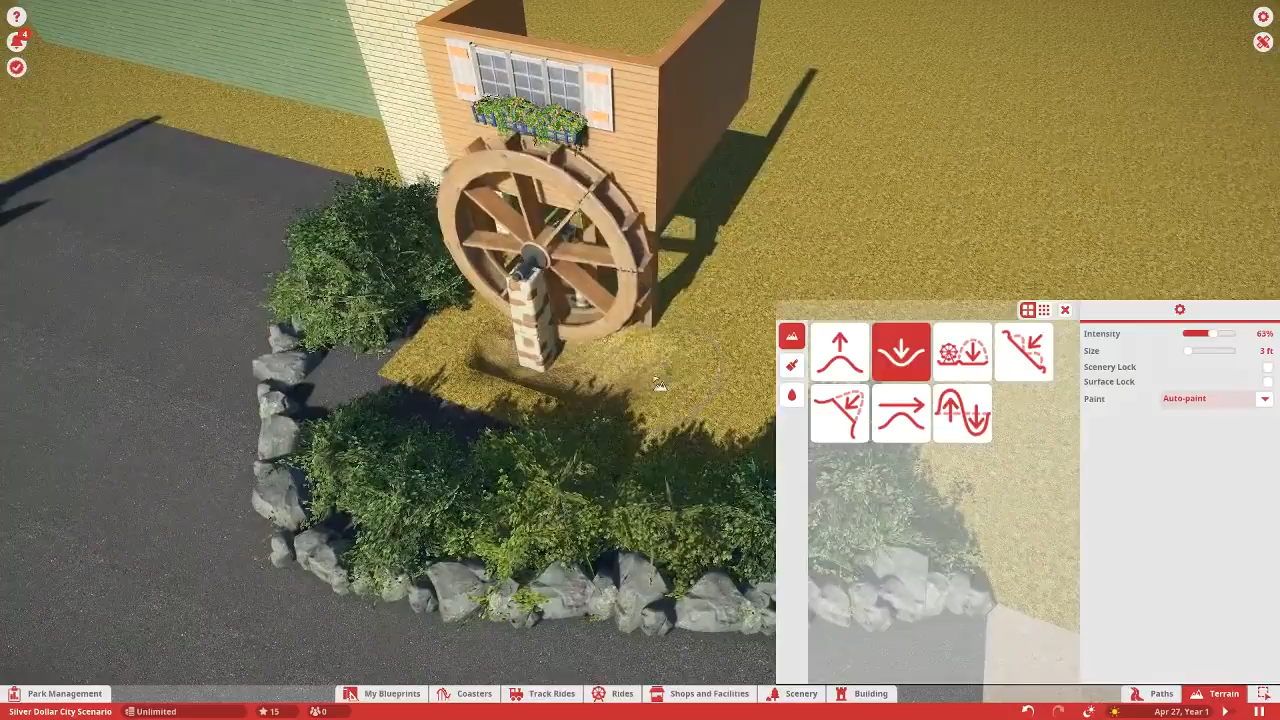 ?
4
Intensity 63%
Size 3 ft
Scenery Lock
Surface Lock
Paint Auto-paint
Park Management
My Blueprints
Coasters
Track Rides
Rides
Shops and Facilities
Scenery
Building
Paths
Terrain
Silver Dollar City Scenario
Unlimited
15
0
Apr 27, Year 1